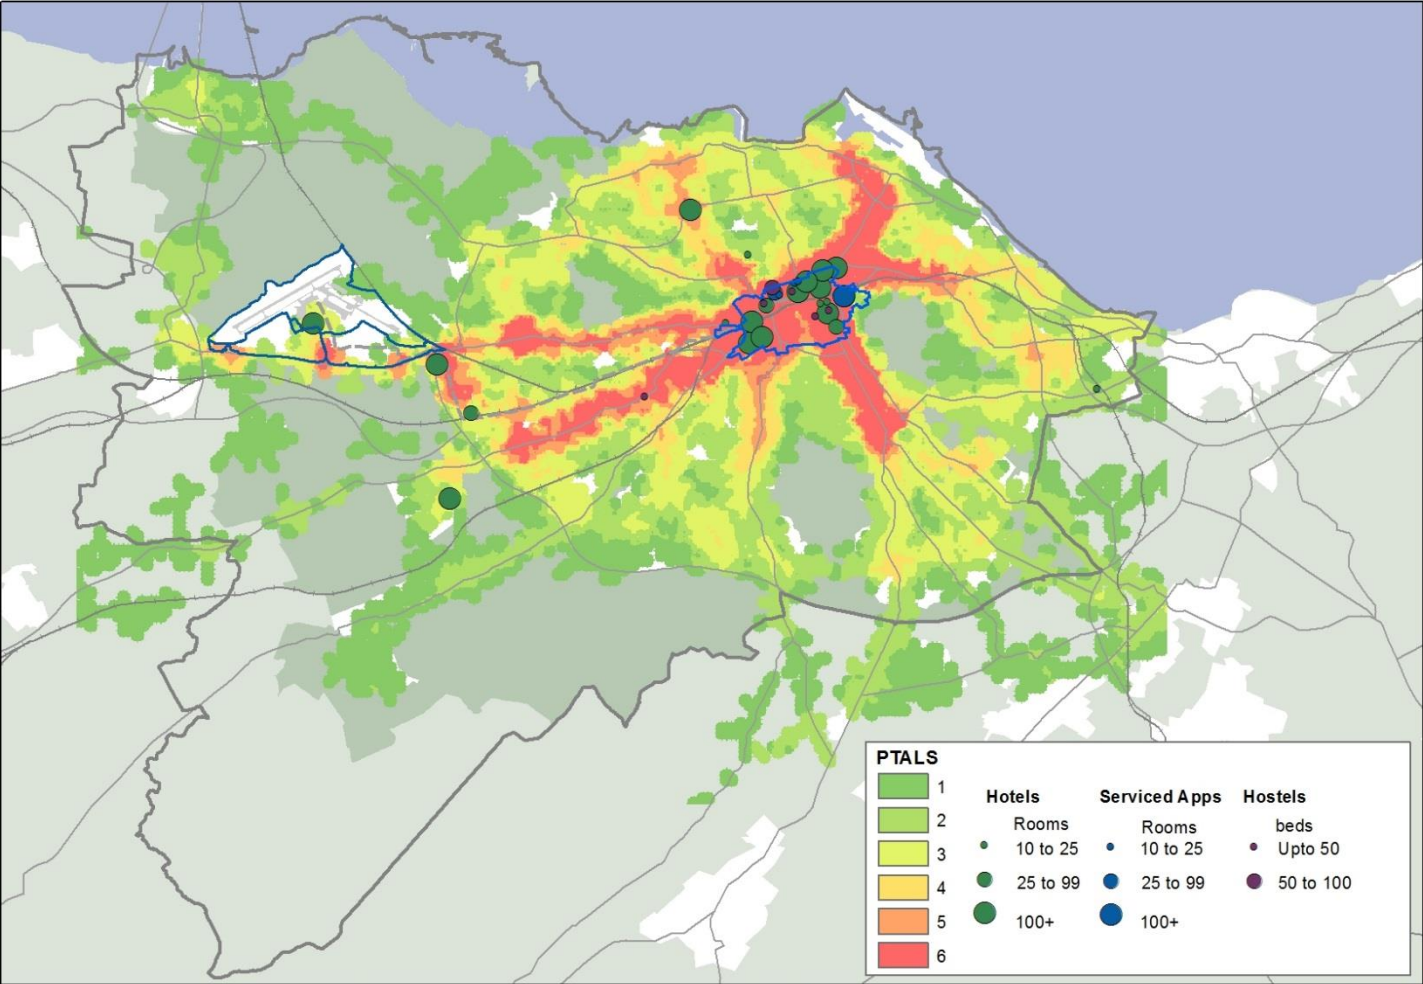 PTALS
1
2
3
4
5
6
Hotels
Rooms
10 to 25
25 to 99
100+
Serviced Apps
Rooms
10 to 25
25 to 99
100+
Hostels
beds
Upto 50
50 to 100